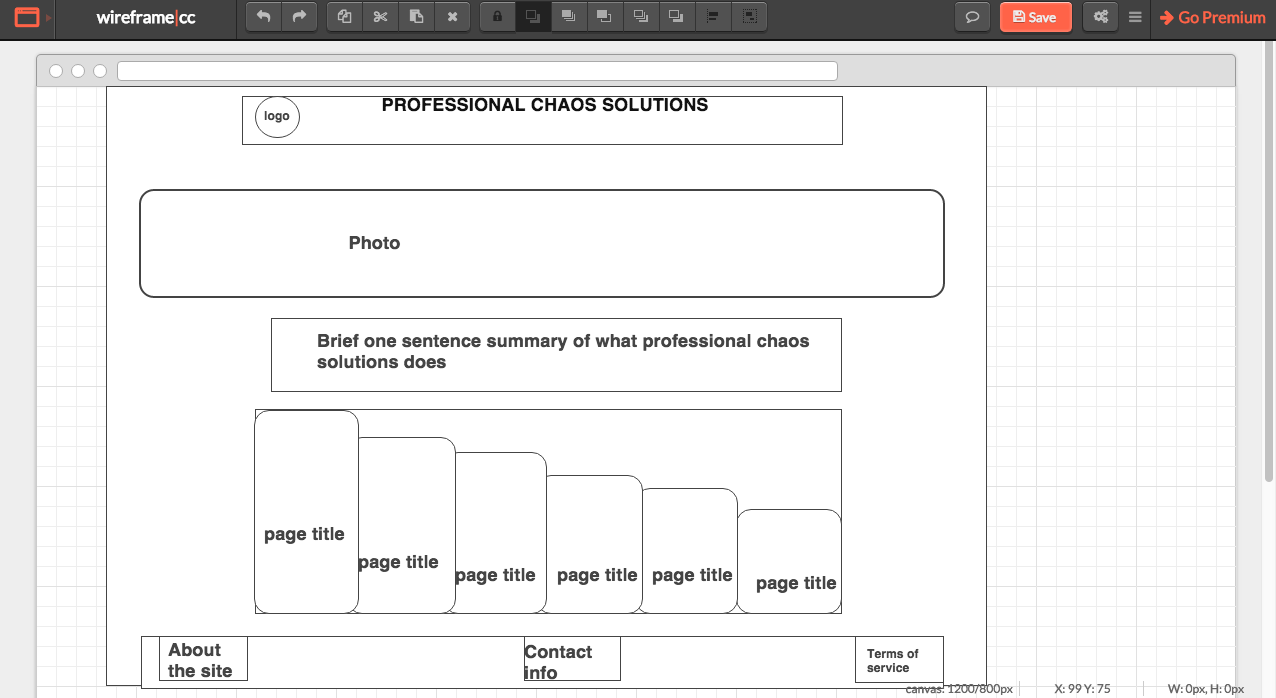 wireframe|cc
Save
Go Premium
logo
PROFESSIONAL CHAOS SOLUTIONS
Photo
Brief one sentence summary of what professional chaos
solutions does
page title
page title
page title
page title
page title
page title
About
the site
Contact
info
Terms of
service
canvas: 1200/800px
X: 99 Y: 75
W: 0px, H: 0px